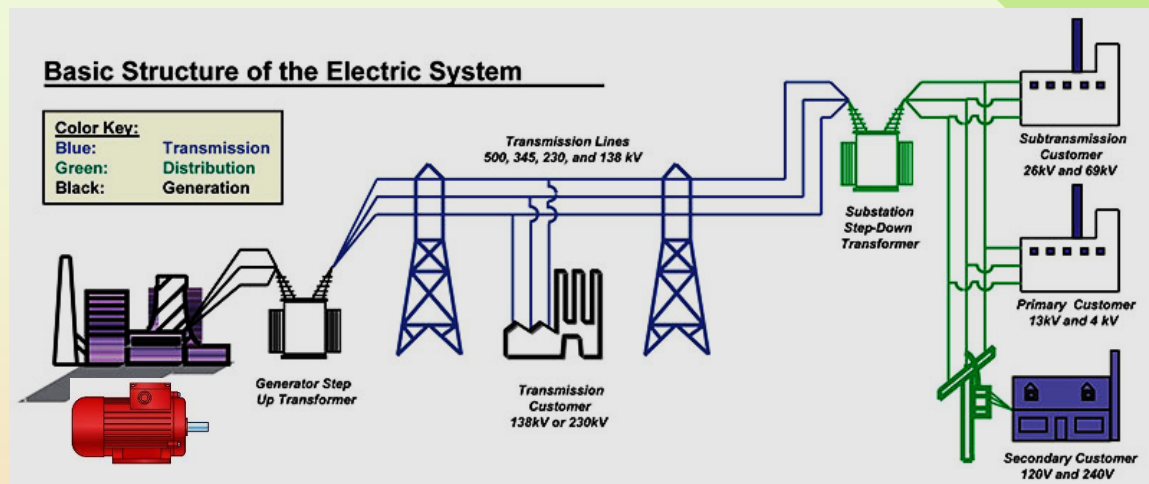 Basic Structure of the Electric System
Color Key:
Blue: Transmission
Green: Distribution
Black: Generation
Transmission Lines
500, 345, 230, and 138 kV
Substation
Step-Down
Transformer
Subtransmission
Customer
26kV and 69kV
Primary Customer
13kV and 4 kV
Generator Step
Up Transformer
Transmission
Customer
138kV or 230kV
Secondary Customer
120V and 240V